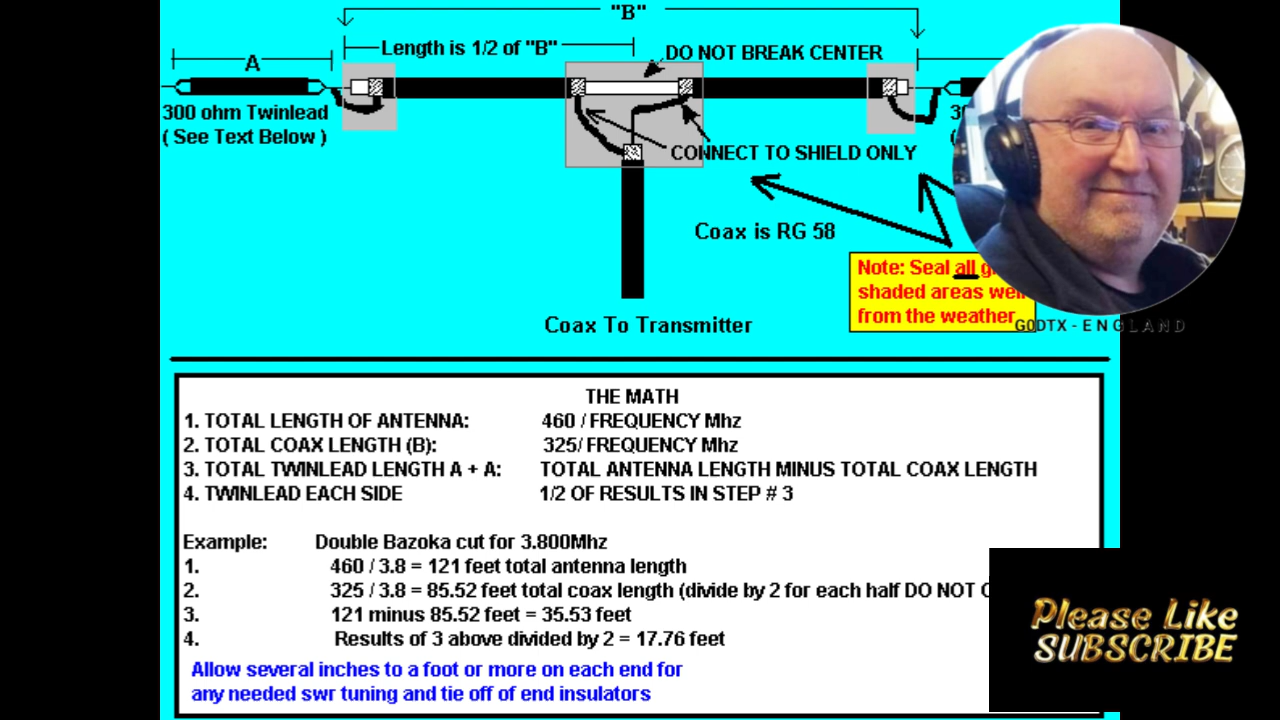 "B"
Length is 1/2 of "B"
DO NOT BREAK CENTER
A
300 ohm Twinlead
( See Text Below )
CONNECT TO SHIELD ONLY
Coax is RG 58
Note: Seal all
shaded areas well
from the weather
G0DTX - ENGLAND
Coax To Transmitter
THE MATH
1. TOTAL LENGTH OF ANTENNA: 460 / FREQUENCY Mhz
2. TOTAL COAX LENGTH (B): 325/ FREQUENCY Mhz
3. TOTAL TWINLEAD LENGTH A + A: TOTAL ANTENNA LENGTH MINUS TOTAL COAX LENGTH
4. TWINLEAD EACH SIDE 1/2 OF RESULTS IN STEP # 3
Example: Double Bazoka cut for 3.800Mhz
1. 460 / 3.8 = 121 feet total antenna length
2. 325 / 3.8 = 85.52 feet total coax length (divide by 2 for each half DO NOT
3. 121 minus 85.52 feet = 35.53 feet
4. Results of 3 above divided by 2 = 17.76 feet
Allow several inches to a foot or more on each end for
any needed swr tuning and tie off of end insulators
Please Like
SUBSCRIBE